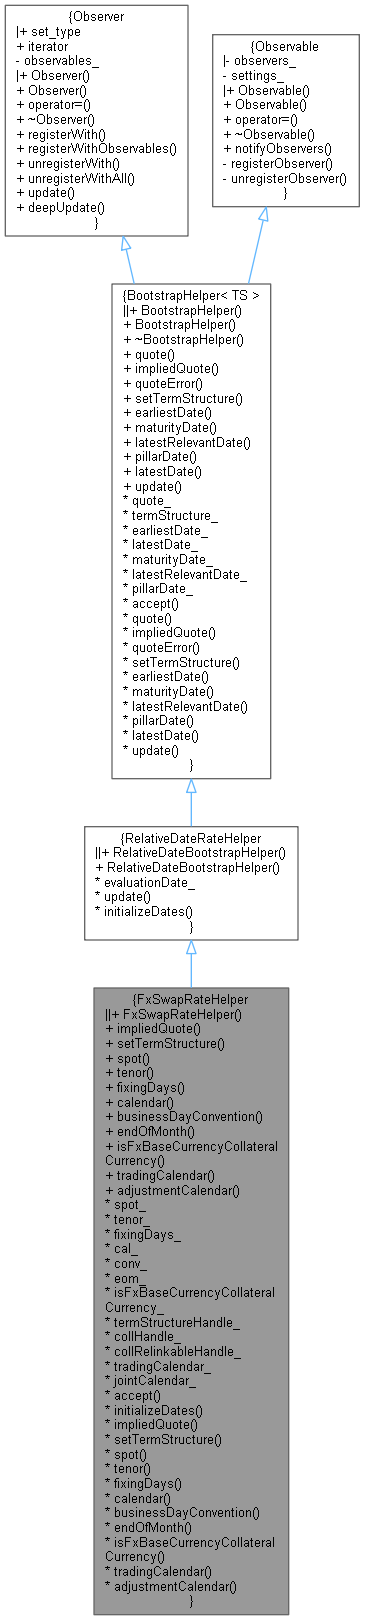 {Observer
|+ set_type
+ iterator
- observables_
|+ Observer()
+ Observer()
+ operator=()
+ ~Observer()
+ registerWith()
+ registerWithObservables()
+ unregisterWith()
+ unregisterWithAll()
+ update()
+ deepUpdate()
}
{Observable
|- observers_
- settings_
|+ Observable()
+ Observable()
+ operator=()
+ ~Observable()
+ notifyObservers()
- registerObserver()
- unregisterObserver()
}
{BootstrapHelper< TS >
||+ BootstrapHelper()
+ BootstrapHelper()
+ ~BootstrapHelper()
+ quote()
+ impliedQuote()
+ quoteError()
+ setTermStructure()
+ earliestDate()
+ maturityDate()
+ latestRelevantDate()
+ pillarDate()
+ latestDate()
+ update()
* quote_
* termStructure_
* earliestDate_
* latestDate_
* maturityDate_
* latestRelevantDate_
* pillarDate_
* accept()
* quote()
* impliedQuote()
* quoteError()
* setTermStructure()
* earliestDate()
* maturityDate()
* latestRelevantDate()
* pillarDate()
* latestDate()
* update()
}
{RelativeDateRateHelper
||+ RelativeDateBootstrapHelper()
+ RelativeDateBootstrapHelper()
* evaluationDate_
* update()
* initializeDates()
}
{FxSwapRateHelper
||+ FxSwapRateHelper()
+ impliedQuote()
+ setTermStructure()
+ spot()
+ tenor()
+ fixingDays()
+ calendar()
+ businessDayConvention()
+ endOfMonth()
+ isFxBaseCurrencyCollateral
Currency()
+ tradingCalendar()
+ adjustmentCalendar()
* spot_
* tenor_
* fixingDays_
* cal_
* conv_
* eom_
* isFxBaseCurrencyCollateral
Currency_
* termStructureHandle_
* collHandle_
* collRelinkableHandle_
* tradingCalendar_
* jointCalendar_
* accept()
* initializeDates()
* impliedQuote()
* setTermStructure()
* spot()
* tenor()
* fixingDays()
* calendar()
* businessDayConvention()
* endOfMonth()
* isFxBaseCurrencyCollateral
Currency()
* tradingCalendar()
* adjustmentCalendar()
}